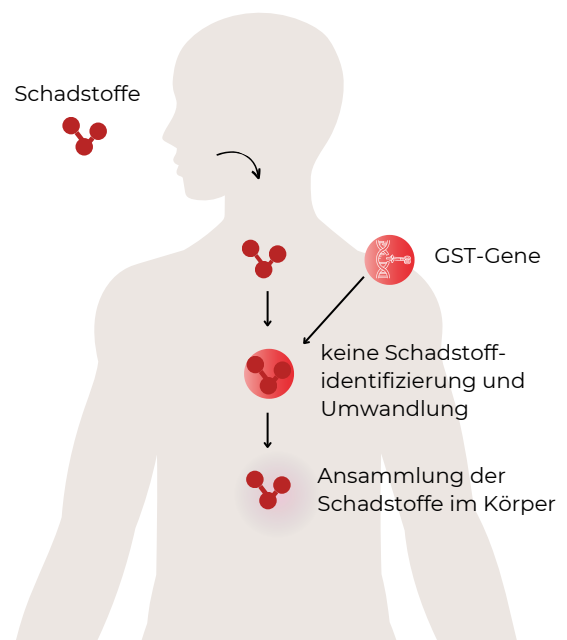 Schadstoffe
GST-Gene
keine Schadstoff-
identifizierung und
Umwandlung
Ansammlung der
Schadstoffe im Körper